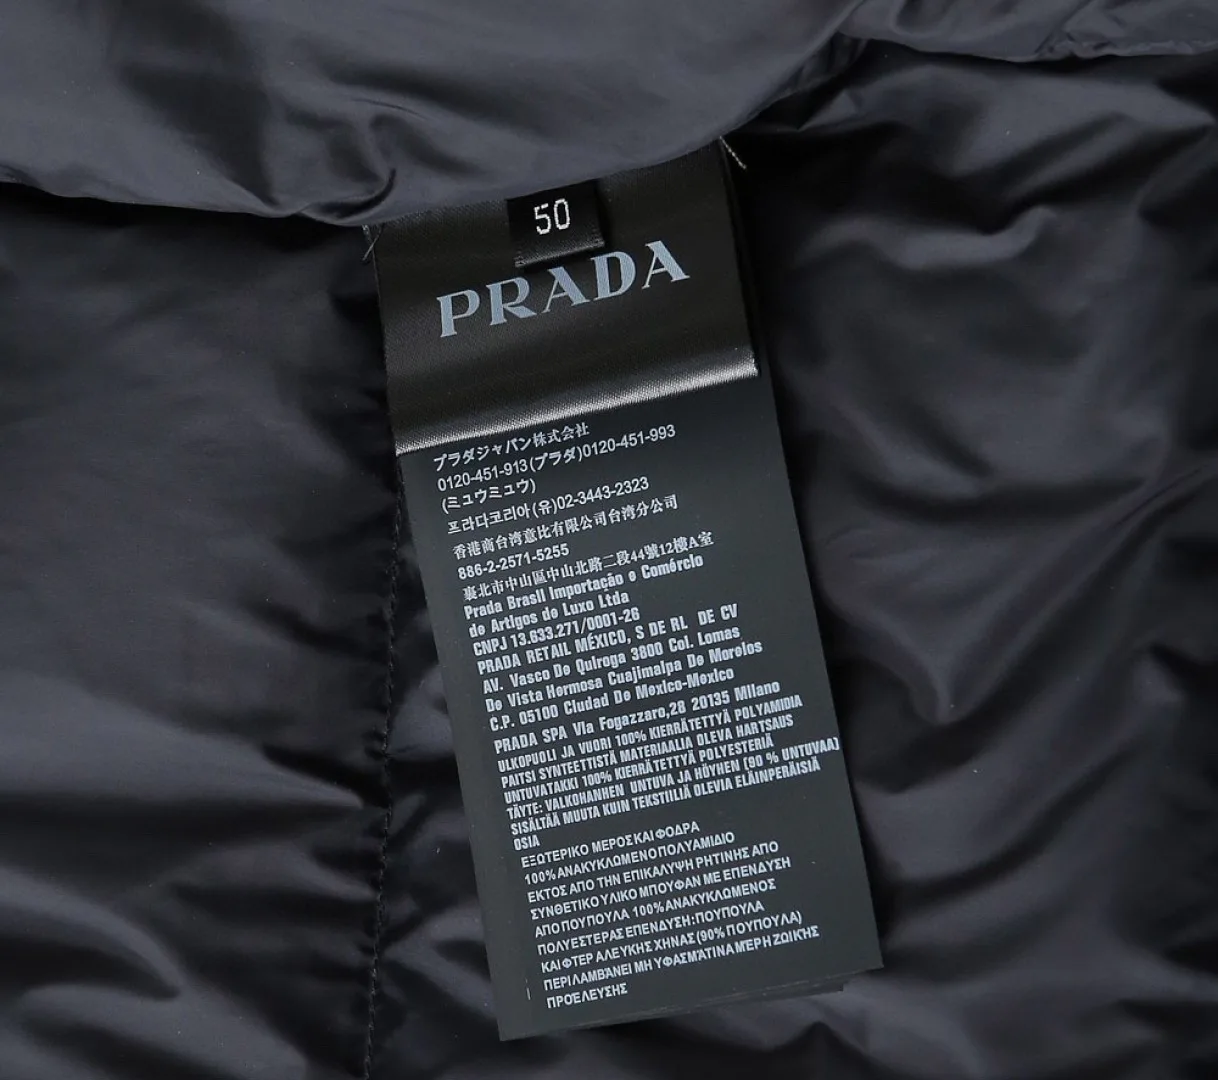 50
PRADA
プラダジャパン株式会社
0120-451-913(プラダ)0120-451-993
(ミュウミュウ)
프라다코리아(유)02-3443-2323
香港商台湾意比有限公司台湾分公司
886-2-2571-5255
臺北市中山區中山北路二段44號12樓A室
Prada Brasil Importação e Comércio
de Artigos de Luxo Ltda
CNPJ 13.633.271/0001-26
PRADA RETAIL MÉXICO, S DE RL DE CV
AV. Vasco De Quiroga 3800 Col. Lomas
De Vista Hermosa Cuajimalpa De Morelos
C.P. 05100 Ciudad De Mexico-Mexico
PRADA SPA Via Fogazzaro,28 20135 Milano
ULKOPUOLI JA VUORI 100% KIERRÄTETTYÄ POLYAMIDIA
PAITSI SYNTEETTISTÄ MATERIAALIA OLEVA HARTSAUS
UNTUVATAKKI 100% KIERRÄTETTYÄ POLYESTERIÄ
TÄYTE: VALKOHANHEN UNTUVA JA HÖYHEN (90 % UNTUVAA)
SISÄLTÄÄ MUUTA KUIN TEKSTIILIÄ OLEVIA ELÄINPERÄISIÄ
OSIA
ΕΞΩΤΕΡΙΚΟ ΜΕΡΟΣ ΚΑΙ ΦΟΔΡΑ
100% ΑΝΑΚΥΚΛΩΜΕΝΟ ΠΟΛΥΑΜΙΔΙΟ
ΕΚΤΟΣ ΑΠΟ ΤΗΝ ΕΠΙΚΑΛΥΨΗ ΡΗΤΙΝΗΣ ΑΠΟ
ΣΥΝΘΕΤΙΚΟ ΥΛΙΚΟ ΜΠΟΥΦΑΝ ΜΕ ΕΠΕΝΔΥΣΗ
ΑΠΟ ΠΟΥΠΟΥΛΑ 100% ΑΝΑΚΥΚΛΩΜΕΝΟΣ
ΠΟΛΥΕΣΤΕΡΑΣ ΕΠΕΝΔΥΣΗ: ΠΟΥΠΟΥΛΑ
ΚΑΙ ΦΤΕΡ ΑΛΕΥΚΗΣ ΧΗΝΑΣ (90% ΠΟΥΠΟΥΛΑ)
ΠΕΡΙΛΑΜΒΆΝΕΙ ΜΗ ΥΦΑΣΜΆΤΙΝΑ ΜΈΡΗ ΖΩΙΚΉΣ
ΠΡΟΈΛΕΥΣΗΣ